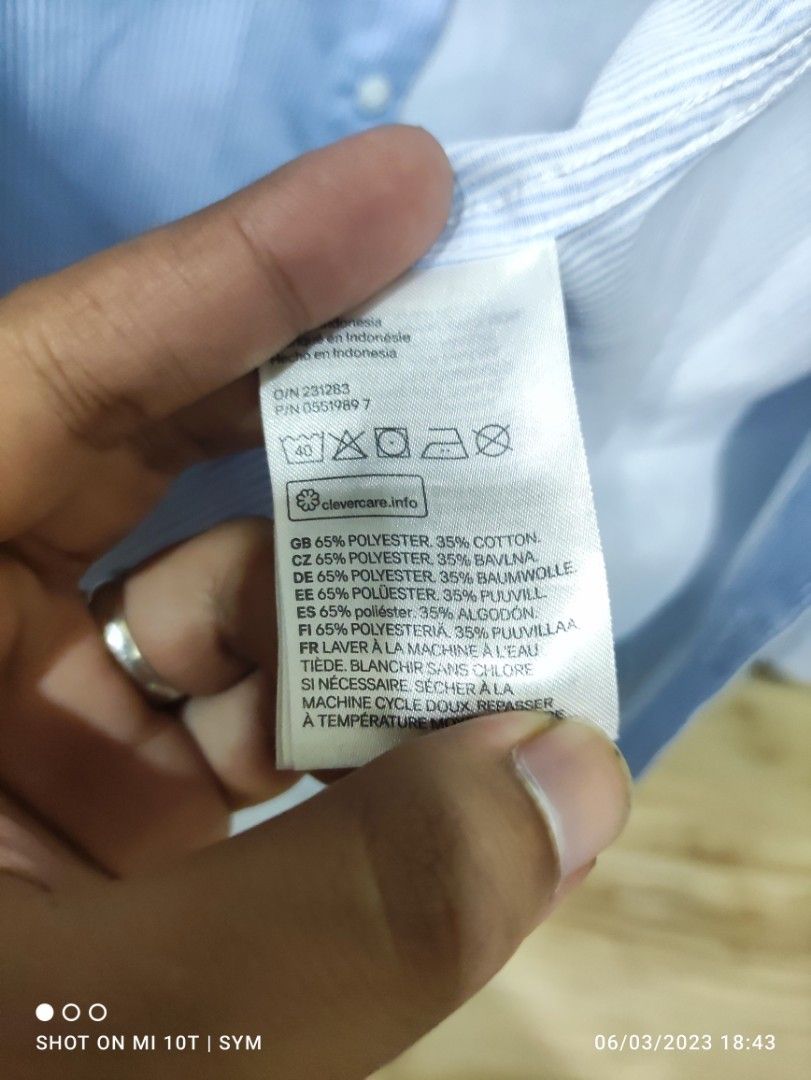 Indonesia
en Indonésie
Hecho en Indonesia
O/N 231283
P/N 0551989 7
40
clevercare.info
GB 65% POLYESTER. 35% COTTON.
CZ 65% POLYESTER. 35% BAVLNA.
DE 65% POLYESTER. 35% BAUMWOLLE.
EE 65% POLÜESTER. 35% PUUVILL.
ES 65% poliéster. 35% ALGODÓN.
FI 65% POLYESTERIÄ. 35% PUUVILLAA.
FR LAVER À LA MACHINE À L'EAU
TIÈDE. BLANCHIR SANS CHLORE
SI NÉCESSAIRE. SÉCHER À LA
MACHINE CYCLE DOUX. REPASSER
À TEMPÉRATURE
SHOT ON MI 10T | SYM
06/03/2023 18:43